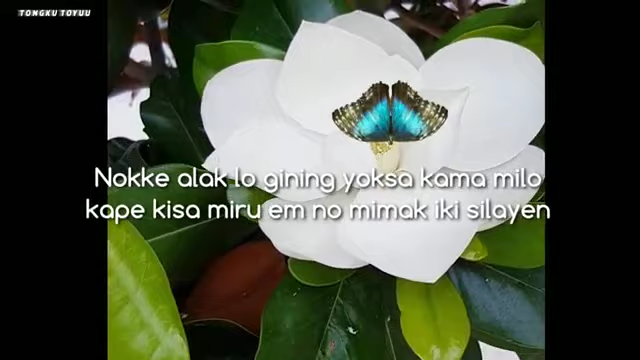 TONGKU TOYUU
Nokke alak lo gining yoksa kama milo
kape kisa miru em no mimak iki silayen